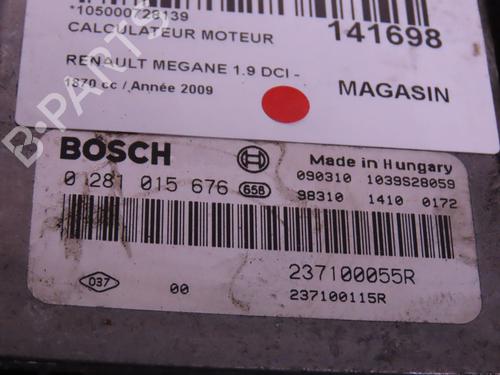 *105000728139
CALCULATEUR MOTEUR
141698
RENAULT MEGANE 1.9 DCI -
1870 cc / Année 2009
MAGASIN
B-PARTS
BOSCH
Made in Hungary
0 281 015 676 658
090310 1039S28059
98310 1410 0172
237100055R
037 00
237100115R